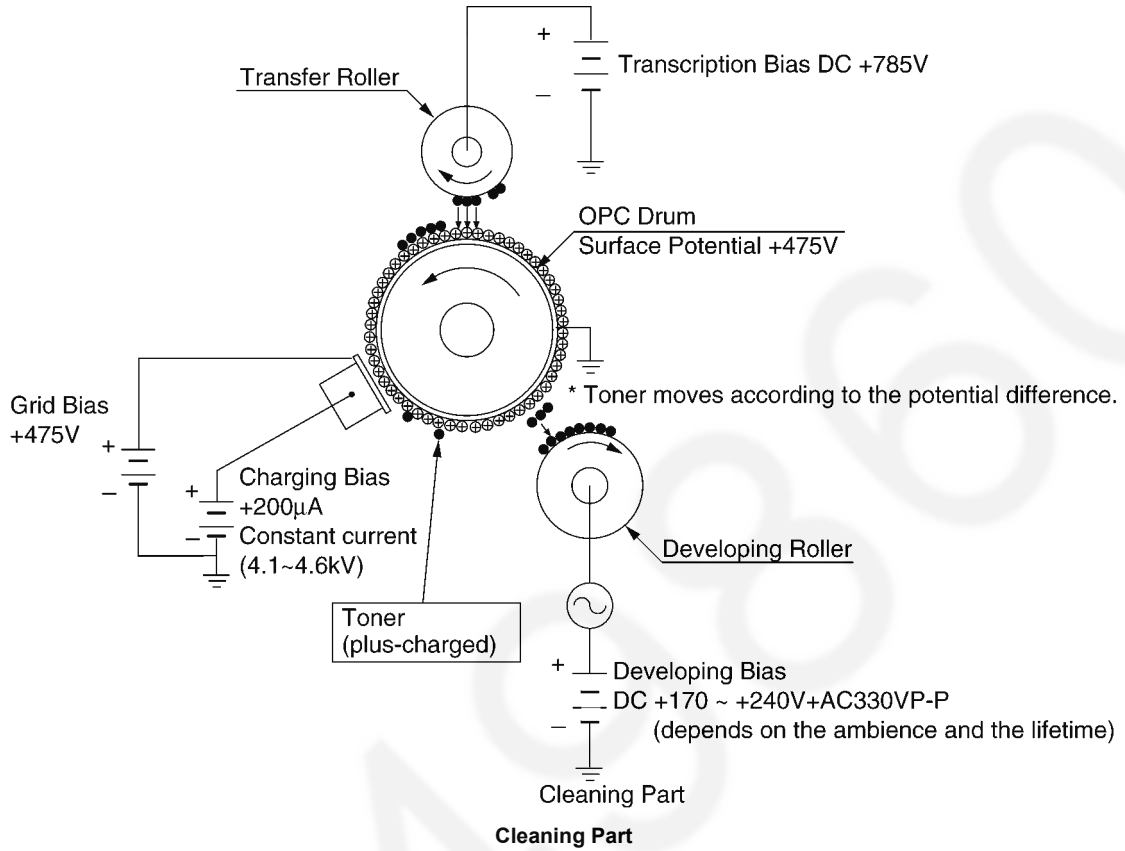 +
Transcription Bias DC +785V
–
Transfer Roller
OPC Drum
Surface Potential +475V
* Toner moves according to the potential difference.
Grid Bias
+475V
+
–
Charging Bias
+
+200μA
–
Constant current
(4.1~4.6kV)
Developing Roller
Toner
(plus-charged)
+
Developing Bias
DC +170 ~ +240V+AC330VP-P
–
(depends on the ambience and the lifetime)
Cleaning Part
Cleaning Part